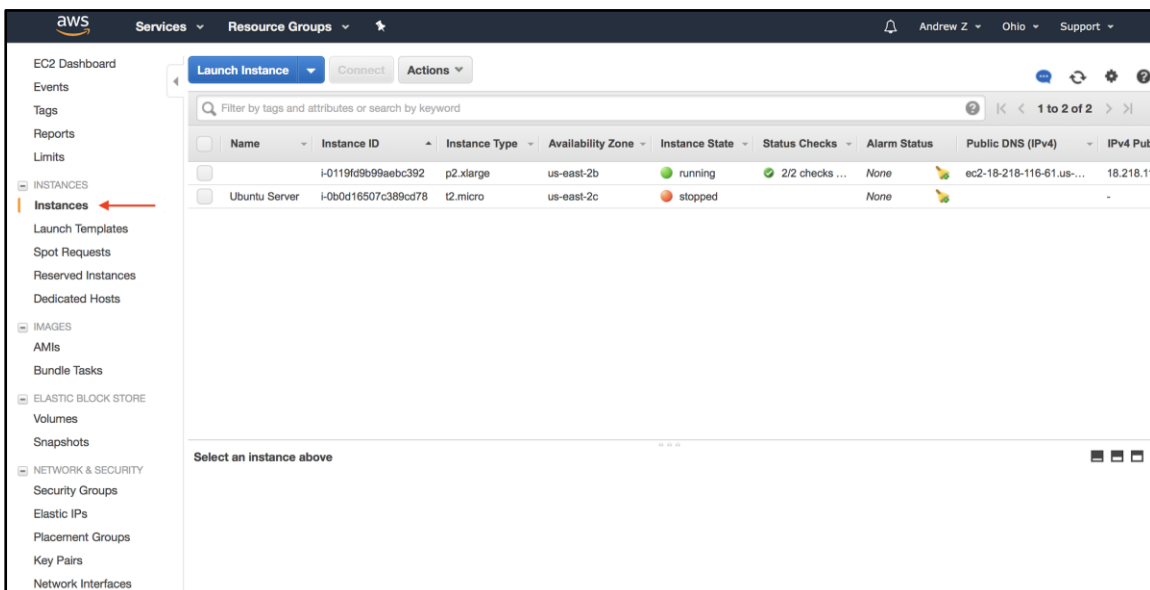 aws Services Resource Groups Andrew Z Ohio Support
EC2 Dashboard
Events
Tags
Reports
Limits
INSTANCES
Instances
Launch Templates
Spot Requests
Reserved Instances
Dedicated Hosts
IMAGES
AMIs
Bundle Tasks
ELASTIC BLOCK STORE
Volumes
Snapshots
NETWORK & SECURITY
Security Groups
Elastic IPs
Placement Groups
Key Pairs
Network Interfaces
Launch Instance Connect Actions
Filter by tags and attributes or search by keyword 1 to 2 of 2
Name Instance ID Instance Type Availability Zone Instance State Status Checks Alarm Status Public DNS (IPv4) IPv4 Pub
i-0119fd9b99aebc392 p2.xlarge us-east-2b running 2/2 checks ... None ec2-18-218-116-61.us-... 18.218.1
Ubuntu Server i-0b0d16507c389cd78 t2.micro us-east-2c stopped None -
Select an instance above